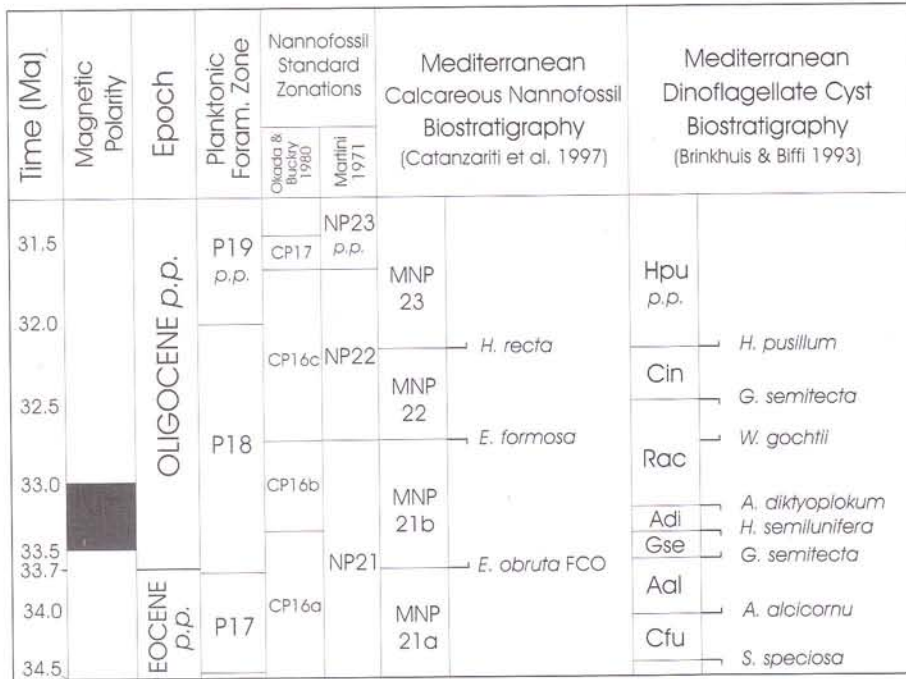 Time (Ma)
Magnetic
Polarity
Epoch
Planktonic
Foram. Zone
Nannofossil
Standard
Zonations
Okada &
Buckry
1980
Martini
1971
Mediterranean
Calcareous Nannofossil
Biostratigraphy
(Catanzariti et al. 1997)
Mediterranean
Dinoflagellate Cyst
Biostratigraphy
(Brinkhuis & Biffi 1993)
31,5
32.0
32.5
33.0
33.5
33.7
34.0
34.5
OLIGOCENE p.p.
EOCENE
p.p.
P19
p.p.
P18
P17
CP17
CP16c
CP16b
CP16a
NP23
p.p.
NP22
NP21
MNP
23
MNP
22
MNP
21b
MNP
21a
H. recta
E. formosa
E. obruta FCO
Hpu
p.p.
Cin
Rac
Adi
Gse
Aal
Cfu
H. pusillum
G. semitecta
W. gochtii
A. diktyoplokum
H. semilunifera
G. semitecta
A. alcicornu
S. speciosa